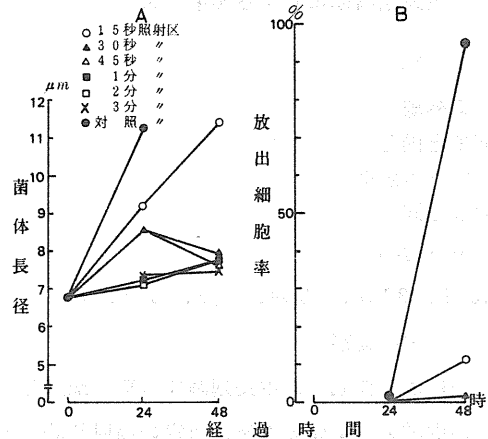 A
○ 15秒照射区
▲ 30秒 〃
△ 45秒 〃
■ 1分 〃
□ 2分 〃
× 3分 〃
● 対照 〃
μm
12
11
10
9
8
7
6
5
0
菌体長径
0 24 48
B
%
100
50
0
放出細胞率
0 24 48時
経過時間